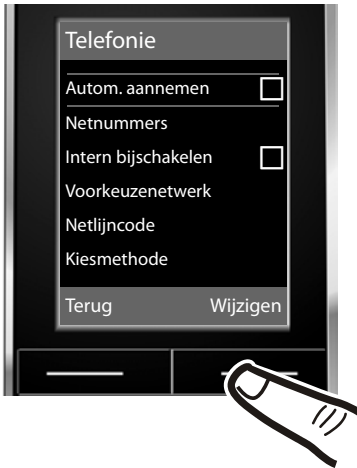 Telefonie
Autom. aannemen
Netnummers
Intern bijschakelen
Voorkeuzenetwerk
Netlijncode
Kiesmethode
Terug Wijzigen